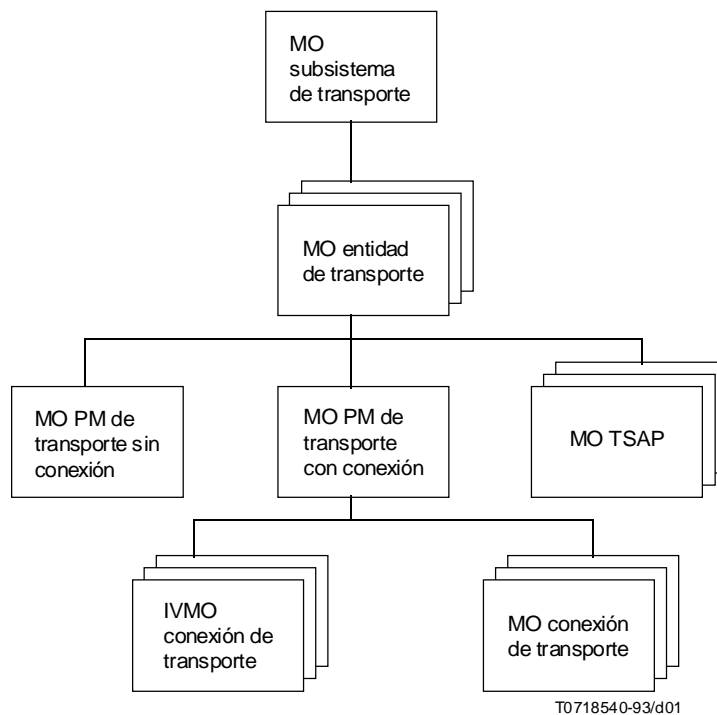 MO
subsistema
de transporte
MO entidad
de transporte
MO PM de
transporte sin
conexión
MO PM de
transporte
con conexión
MO TSAP
IVMO
conexión de
transporte
MO conexión
de transporte
T0718540-93/d01